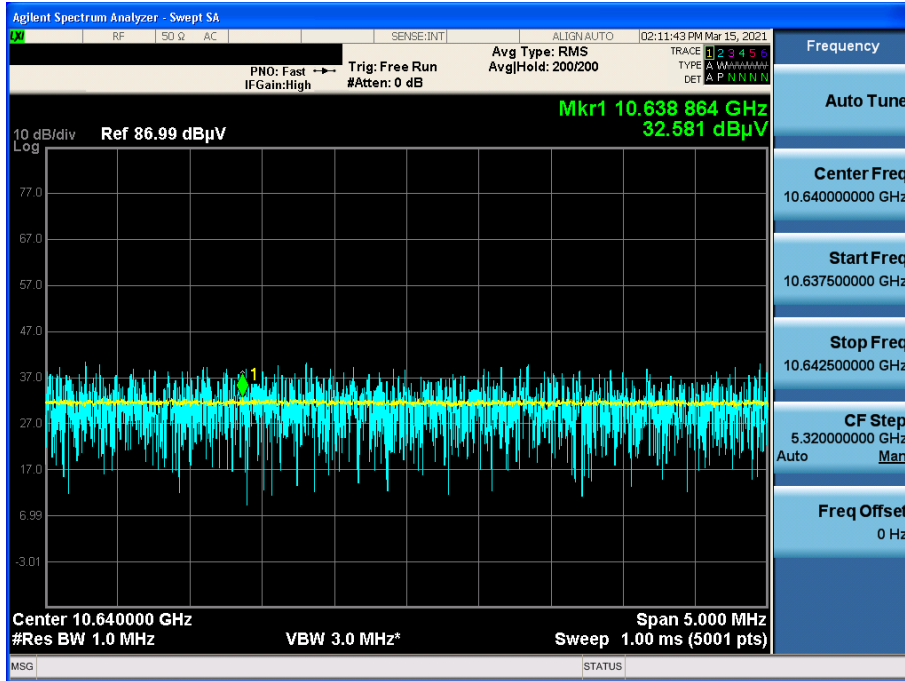 Agilent Spectrum Analyzer - Swept SA
LXI RF 50 Ω AC SENSE:INT ALIGN AUTO 02:11:43 PM Mar 15, 2021
Frequency
PNO: Fast
IFGain:High
Trig: Free Run
#Atten: 0 dB
Avg Type: RMS
Avg|Hold: 200/200
TRACE 1 2 3 4 5 6
TYPE A WWWWW
DET A P N N N N
Mkr1 10.638 864 GHz
32.581 dBµV
10 dB/div Ref 86.99 dBµV
Log
77.0
67.0
57.0
47.0
37.0
27.0
17.0
6.99
-3.01
1
Center 10.640000 GHz Span 5.000 MHz
#Res BW 1.0 MHz VBW 3.0 MHz* Sweep 1.00 ms (5001 pts)
Auto Tune
Center Freq
10.640000000 GHz
Start Freq
10.637500000 GHz
Stop Freq
10.642500000 GHz
CF Step
5.320000000 GHz
Auto Man
Freq Offset
0 Hz
MSG STATUS